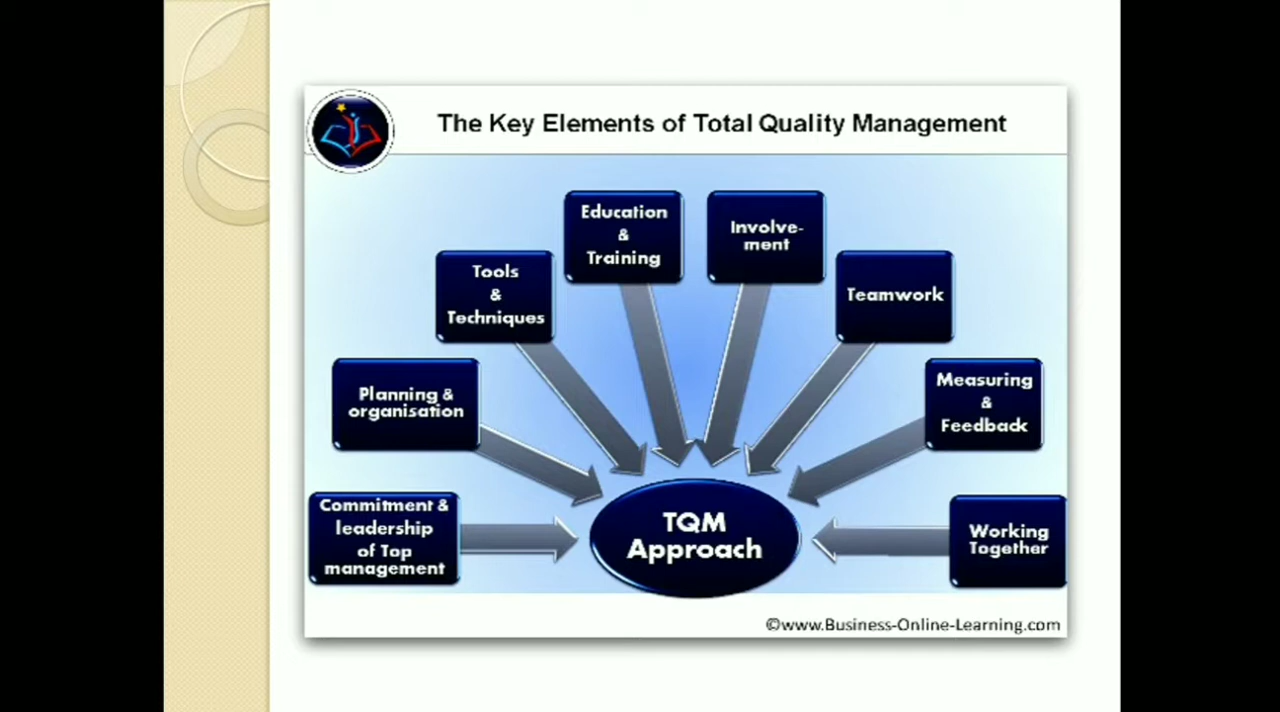 The Key Elements of Total Quality Management
Education
&
Training
Involve-
ment
Tools
&
Techniques
Teamwork
Planning &
organisation
Measuring
&
Feedback
Commitment &
leadership
of Top
management
TQM
Approach
Working
Together
©www.Business-Online-Learning.com